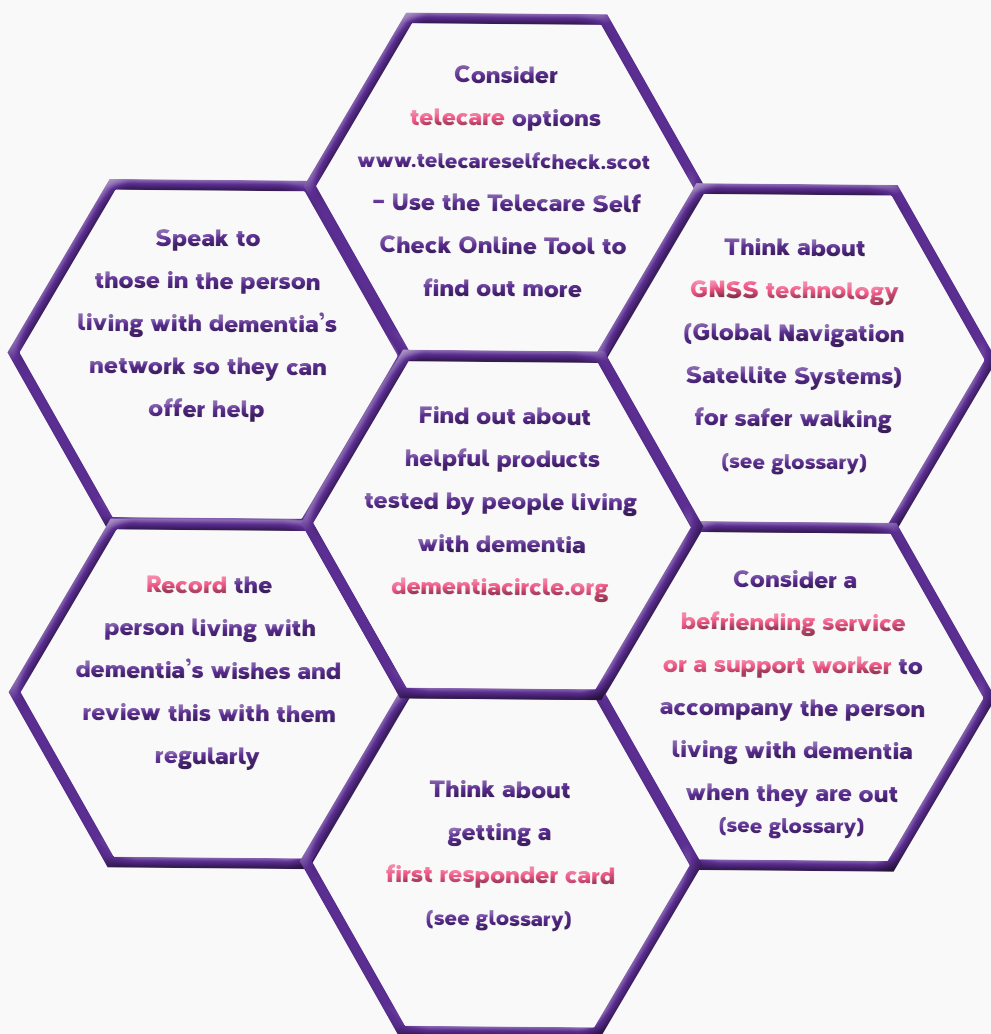 Consider
telecare options
www.telecareselfcheck.scot
– Use the Telecare Self
Check Online Tool to
find out more
Speak to
those in the person
living with dementia's
network so they can
offer help
Think about
GNSS technology
(Global Navigation
Satellite Systems)
for safer walking
(see glossary)
Find out about
helpful products
tested by people living
with dementia
dementiacircle.org
Record the
person living with
dementia's wishes and
review this with them
regularly
Consider a
befriending service
or a support worker to
accompany the person
living with dementia
when they are out
(see glossary)
Think about
getting a
first responder card
(see glossary)